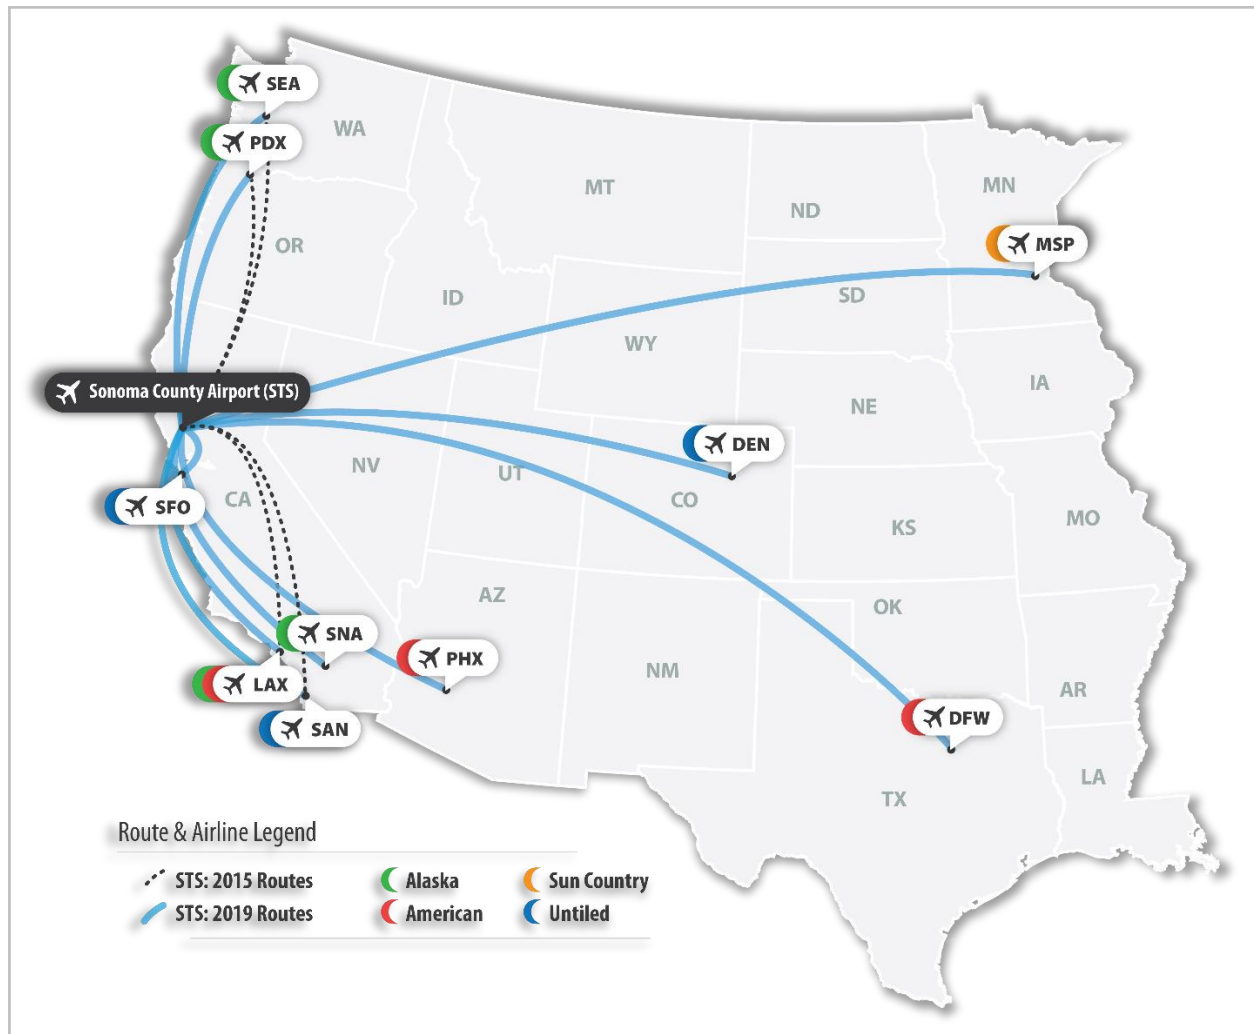 SEA
PDX
WA
MT
ND
MN
OR
MSP
ID
SD
WY
Sonoma County Airport (STS)
IA
NE
DEN
NV
UT
CO
SFO
CA
MO
KS
AZ
OK
SNA
PHX
NM
LAX
AR
SAN
DFW
LA
TX
Route & Airline Legend
STS: 2015 Routes
Alaska
Sun Country
STS: 2019 Routes
American
Untiled